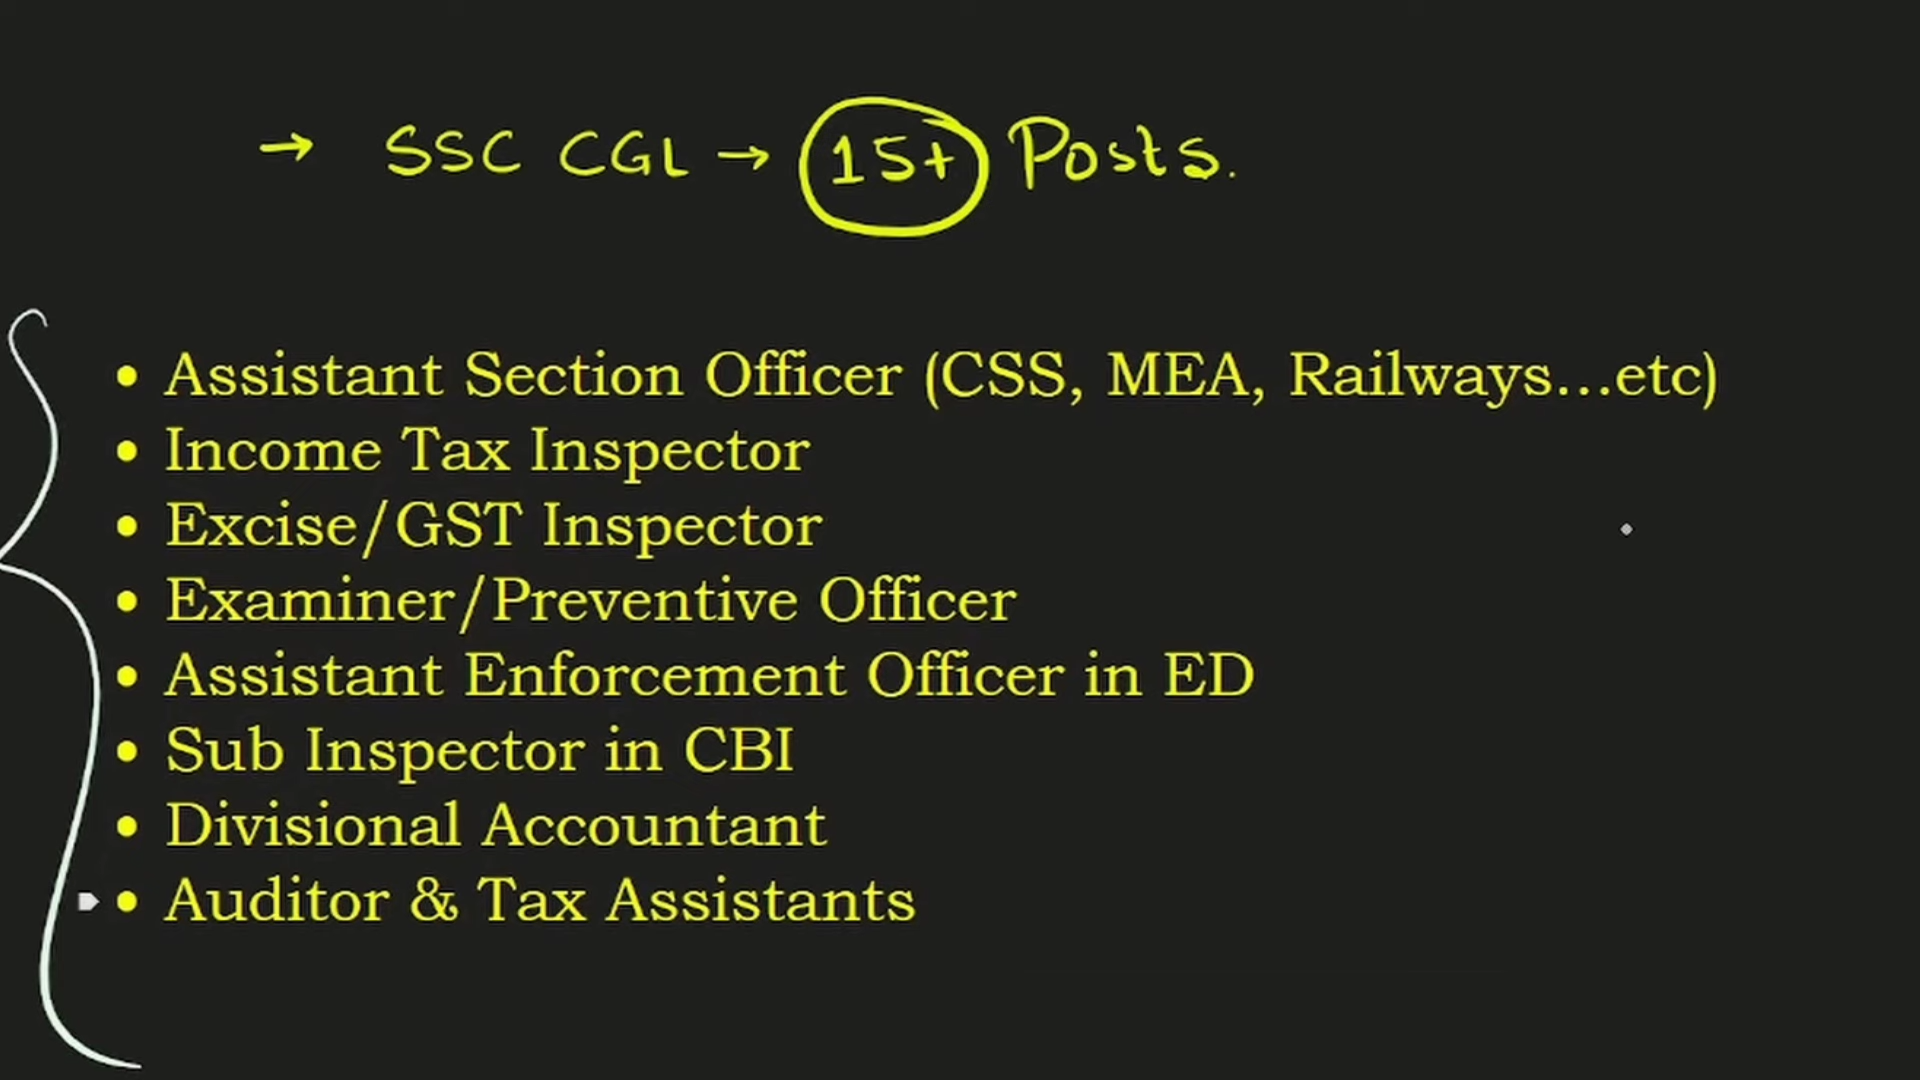 → SSC CGL → 15+ Posts.
• Assistant Section Officer (CSS, MEA, Railways...etc)
• Income Tax Inspector
• Excise/GST Inspector
• Examiner/Preventive Officer
• Assistant Enforcement Officer in ED
• Sub Inspector in CBI
• Divisional Accountant
• Auditor & Tax Assistants